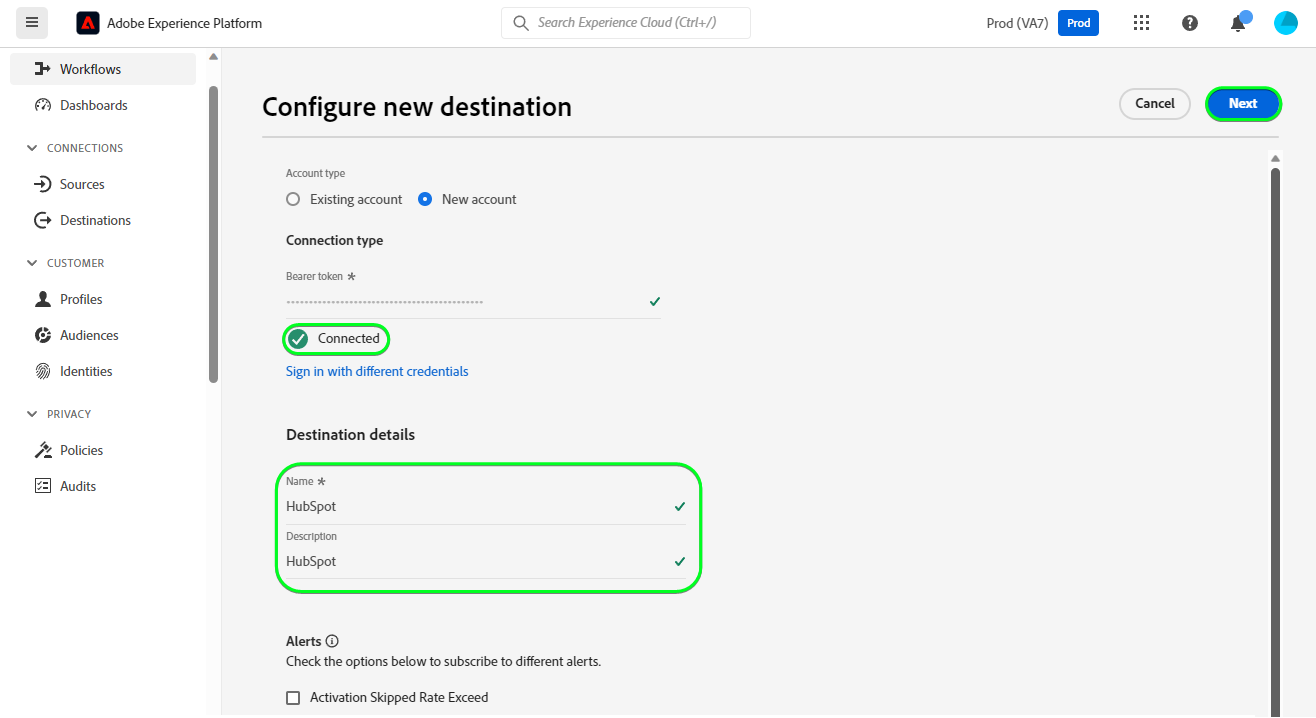 Adobe Experience Platform
Search Experience Cloud (Ctrl+/)
Prod (VA7)
Prod
Workflows
Dashboards
CONNECTIONS
Sources
Destinations
CUSTOMER
Profiles
Audiences
Identities
PRIVACY
Policies
Audits
Configure new destination
Cancel
Next
Account type
Existing account
New account
Connection type
Bearer token *
Connected
Sign in with different credentials
Destination details
Name *
HubSpot
Description
HubSpot
Alerts
Check the options below to subscribe to different alerts.
Activation Skipped Rate Exceed